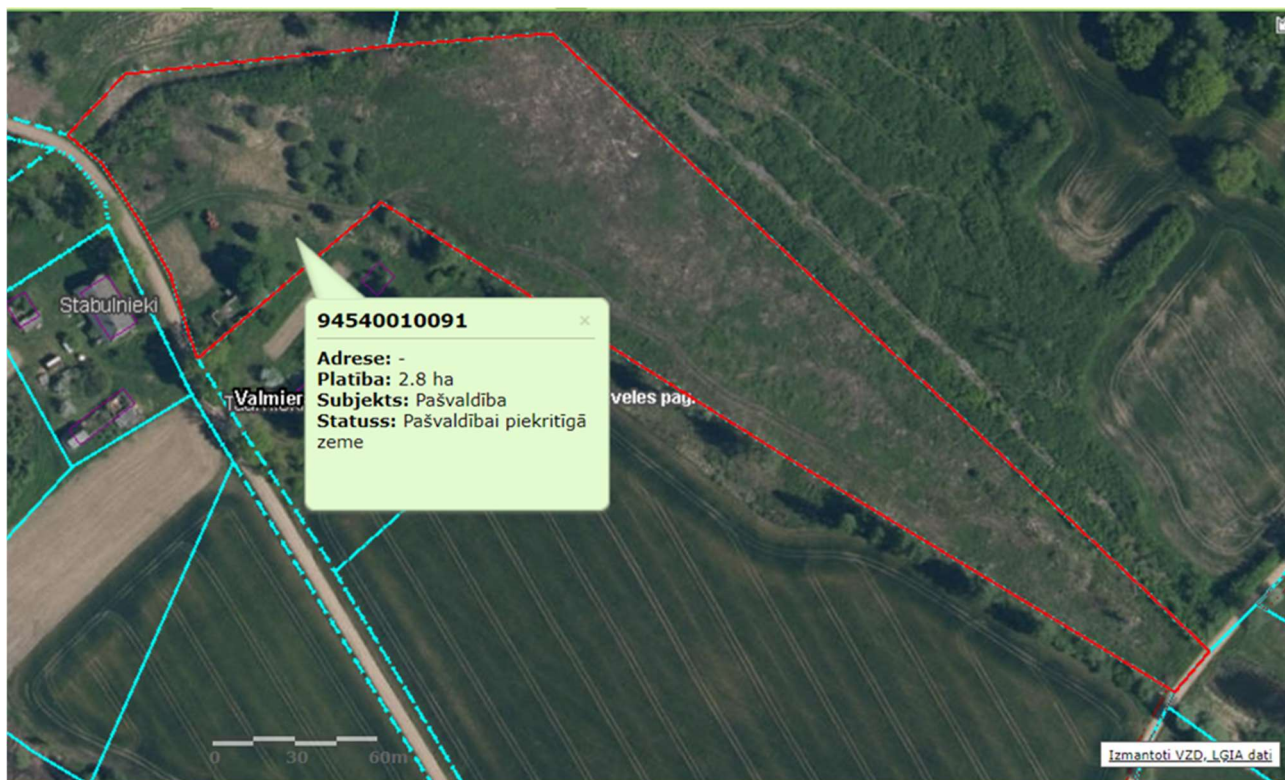 Stabulnieki
94540010091
×
Adrese: -
Platība: 2.8 ha
Subjekts: Pašvaldība
Statuss: Pašvaldībai piekritīgā
zeme
Valmier
veles pag.
0 30 60m
Izmantoti VZD, LĢIA dati